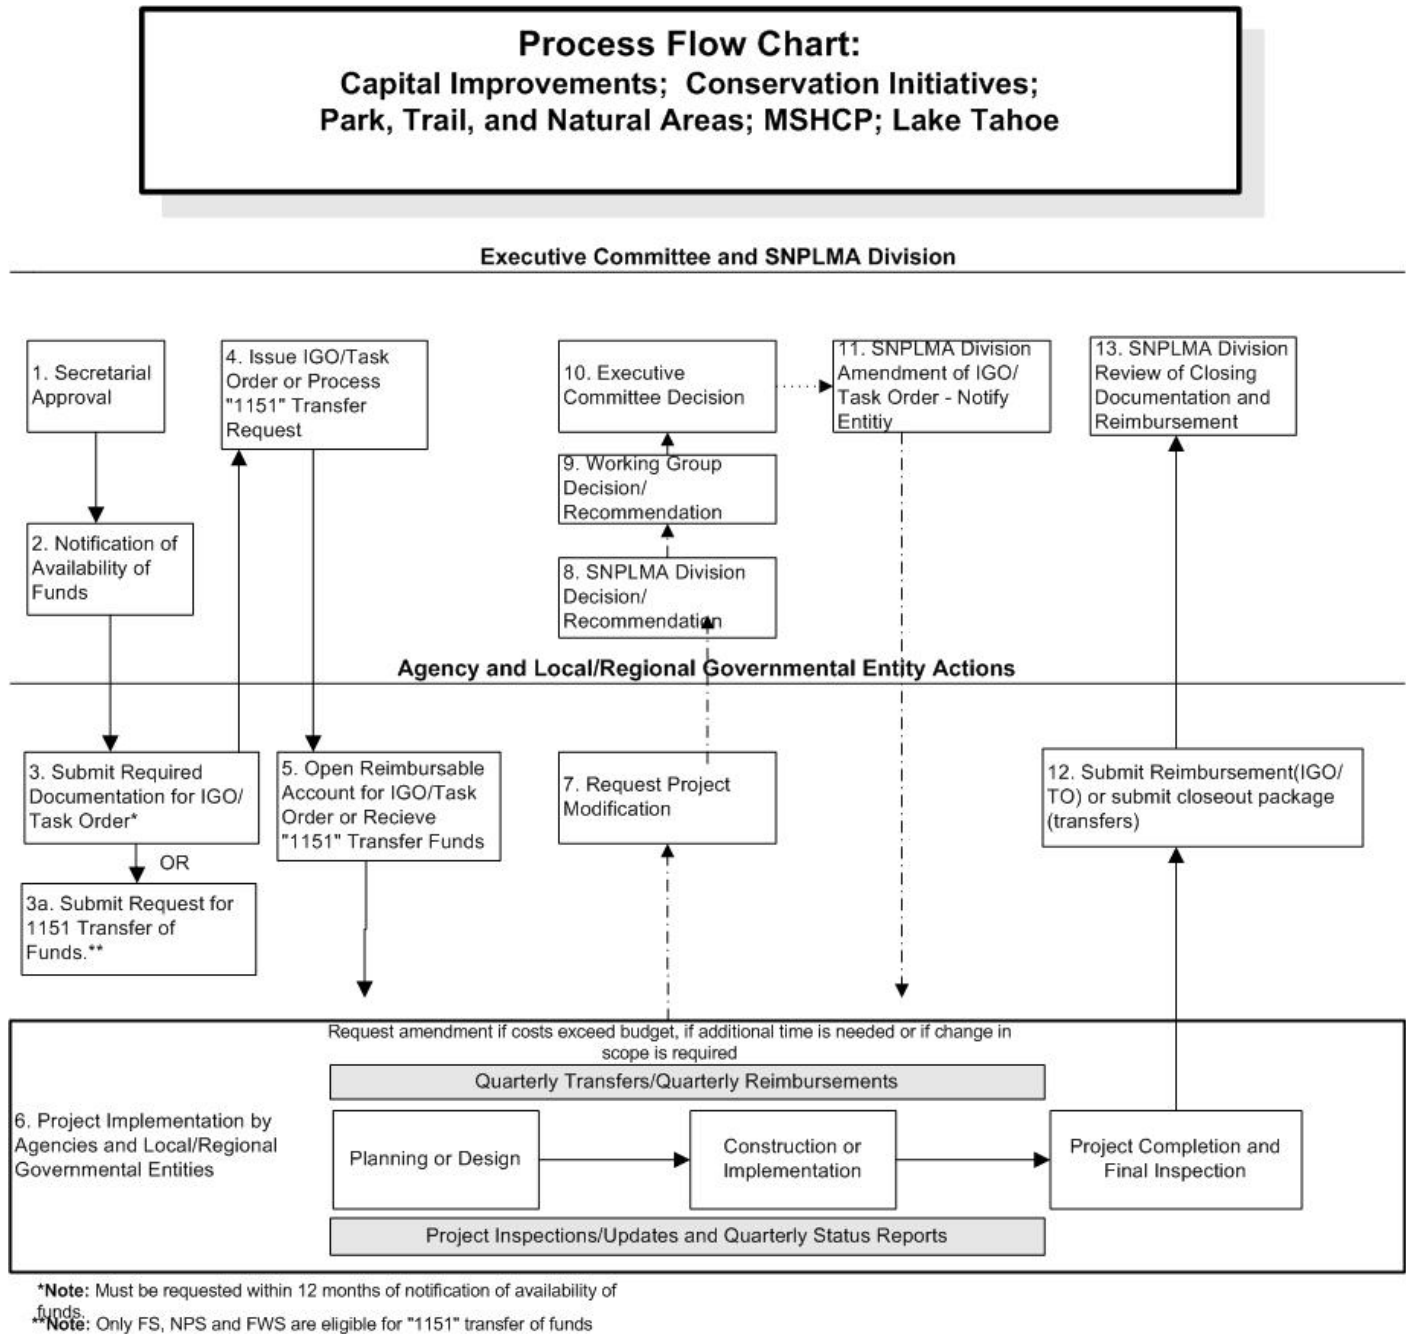 Process Flow Chart:
Capital Improvements; Conservation Initiatives;
Park, Trail, and Natural Areas; MSHCP; Lake Tahoe
Executive Committee and SNPLMA Division
1. Secretarial
Approval
4. Issue IGO/Task
Order or Process
"1151" Transfer
Request
10. Executive
Committee Decision
11. SNPLMA Division
Amendment of IGO/
Task Order - Notify
Entitiy
13. SNPLMA Division
Review of Closing
Documentation and
Reimbursement
9. Working Group
Decision/
Recommendation
2. Notification of
Availability of
Funds
8. SNPLMA Division
Decision/
Recommendation
Agency and Local/Regional Governmental Entity Actions
3. Submit Required
Documentation for IGO/
Task Order*
5. Open Reimbursable
Account for IGO/Task
Order or Recieve
"1151" Transfer Funds
7. Request Project
Modification
12. Submit Reimbursement(IGO/
TO) or submit closeout package
(transfers)
OR
3a. Submit Request for
1151 Transfer of
Funds.**
Request amendment if costs exceed budget, if additional time is needed or if change in
scope is required
Quarterly Transfers/Quarterly Reimbursements
6. Project Implementation by
Agencies and Local/Regional
Governmental Entities
Planning or Design
Construction or
Implementation
Project Completion and
Final Inspection
Project Inspections/Updates and Quarterly Status Reports
*Note: Must be requested within 12 months of notification of availability of
funds.
**Note: Only FS, NPS and FWS are eligible for "1151" transfer of funds